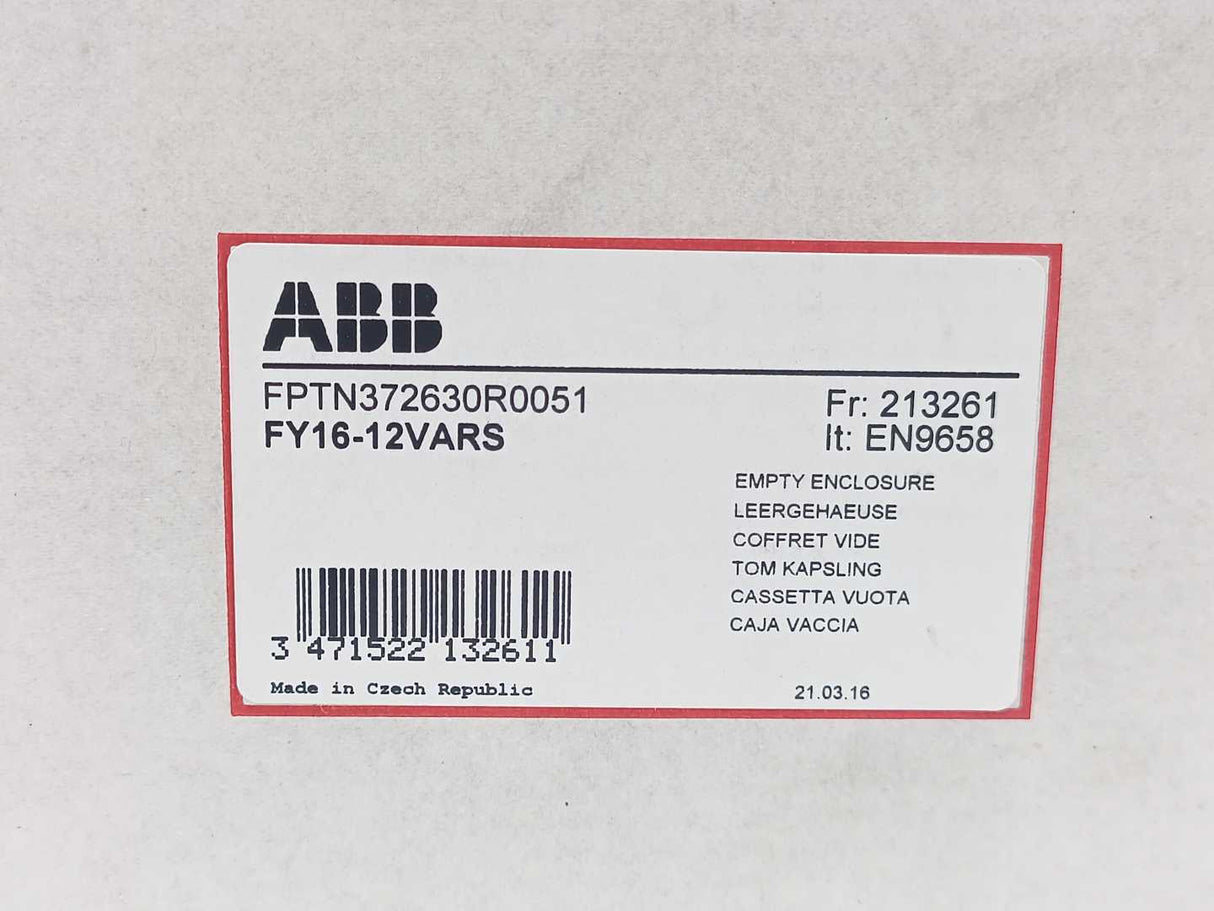 ABB
FPTN372630R0051
FY16-12VARS
Fr: 213261
It: EN9658
EMPTY ENCLOSURE
LEERGEHAEUSE
COFFRET VIDE
TOM KAPSLING
CASSETTA VUOTA
CAJA VACCIA
3 471522 132611
Made in Czech Republic
21.03.16